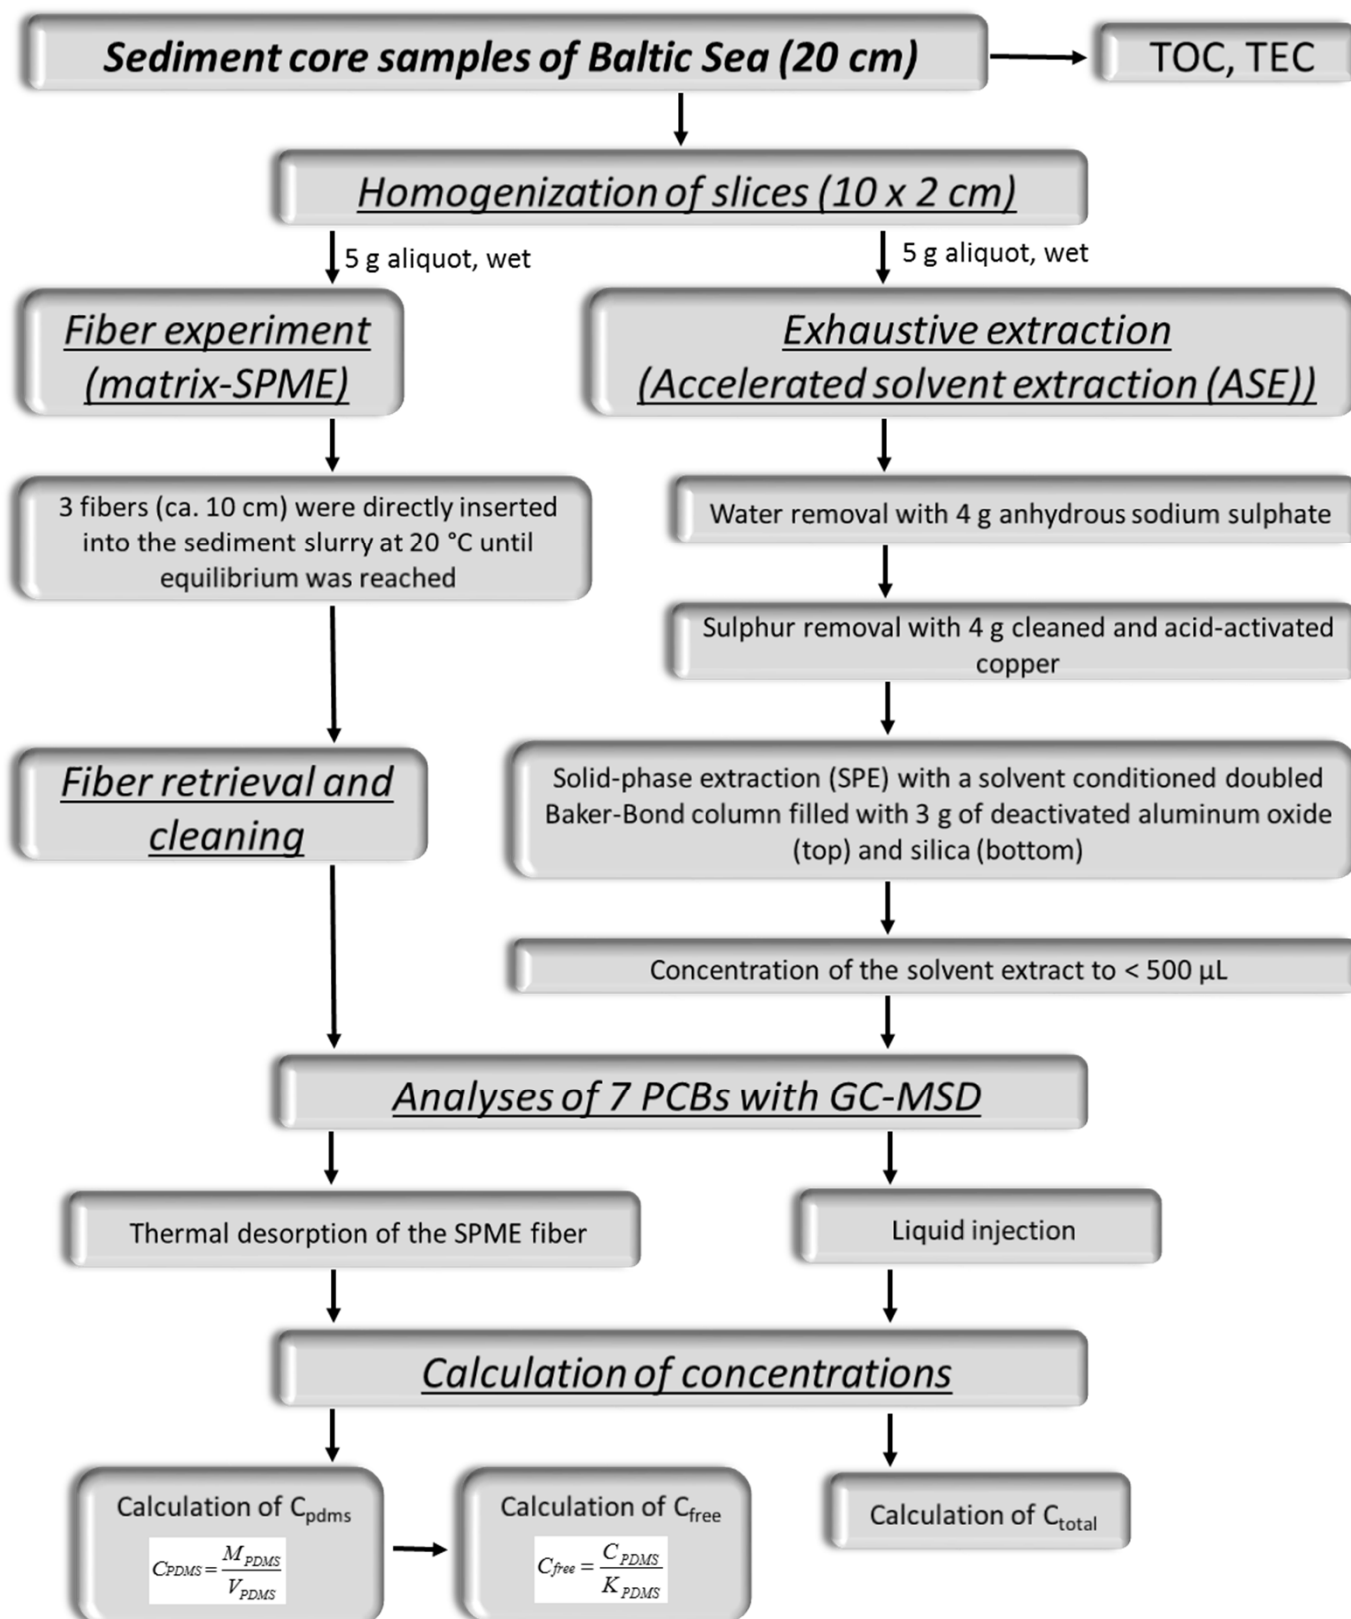 Sediment core samples of Baltic Sea (20 cm)
TOC, TEC
Homogenization of slices (10 x 2 cm)
5 g aliquot, wet
5 g aliquot, wet
Fiber experiment
(matrix-SPME)
Exhaustive extraction
(Accelerated solvent extraction (ASE))
3 fibers (ca. 10 cm) were directly inserted
into the sediment slurry at 20 °C until
equilibrium was reached
Water removal with 4 g anhydrous sodium sulphate
Sulphur removal with 4 g cleaned and acid-activated
copper
Fiber retrieval and
cleaning
Solid-phase extraction (SPE) with a solvent conditioned doubled
Baker-Bond column filled with 3 g of deactivated aluminum oxide
(top) and silica (bottom)
Concentration of the solvent extract to < 500 µL
Analyses of 7 PCBs with GC-MSD
Thermal desorption of the SPME fiber
Liquid injection
Calculation of concentrations
Calculation of Cpdms
CPDMS = MPDMS / VPDMS
Calculation of Cfree
Cfree = CPDMS / KPDMS
Calculation of Ctotal